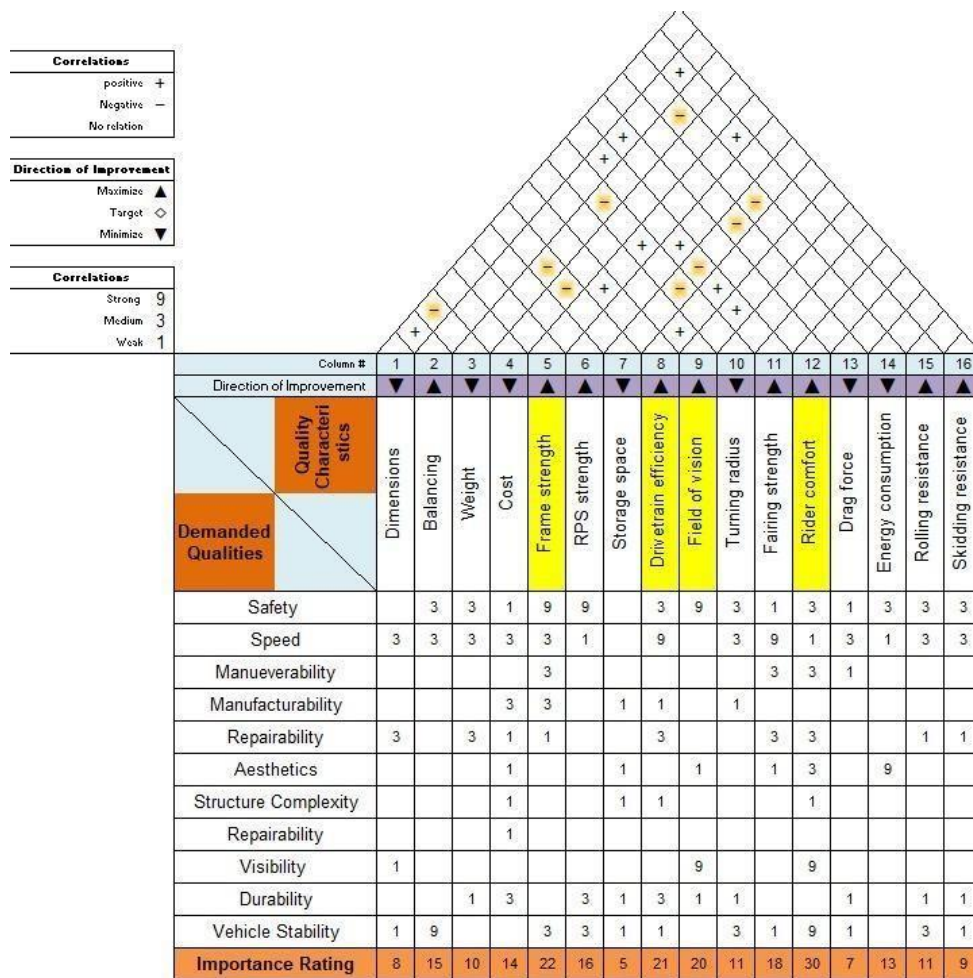 Correlations
positive +
Negative −
No relation
Direction of Improvement
Maximize ▲
Target ◇
Minimize ▼
Correlations
Strong 9
Medium 3
Weak 1
Column # 1 2 3 4 5 6 7 8 9 10 11 12 13 14 15 16
Direction of Improvement ▼ ▲ ▼ ▼ ▲ ▲ ▼ ▲ ▲ ▼ ▲ ▲ ▼ ▼ ▲ ▲
Quality
Characteri
stics
Demanded
Qualities
Dimensions
Balancing
Weight
Cost
Frame strength
RPS strength
Storage space
Drivetrain efficiency
Field of vision
Turning radius
Fairing strength
Rider comfort
Drag force
Energy consumption
Rolling resistance
Skidding resistance
Safety 3 3 1 9 9 3 9 3 1 3 1 3 3 3
Speed 3 3 3 3 3 1 9 3 9 1 3 1 3 3
Manueverability 3 3 3 1
Manufacturability 3 3 1 1 1
Repairability 3 3 1 1 3 3 3 1 1
Aesthetics 1 1 1 1 3 9
Structure Complexity 1 1 1 1
Repairability 1
Visibility 1 9 9
Durability 1 3 3 1 3 1 1 1 1 1
Vehicle Stability 1 9 3 3 1 1 3 1 9 1 3 1
Importance Rating 8 15 10 14 22 16 5 21 20 11 18 30 7 13 11 9